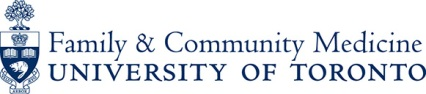 Family & Community Medicine
UNIVERSITY OF TORONTO